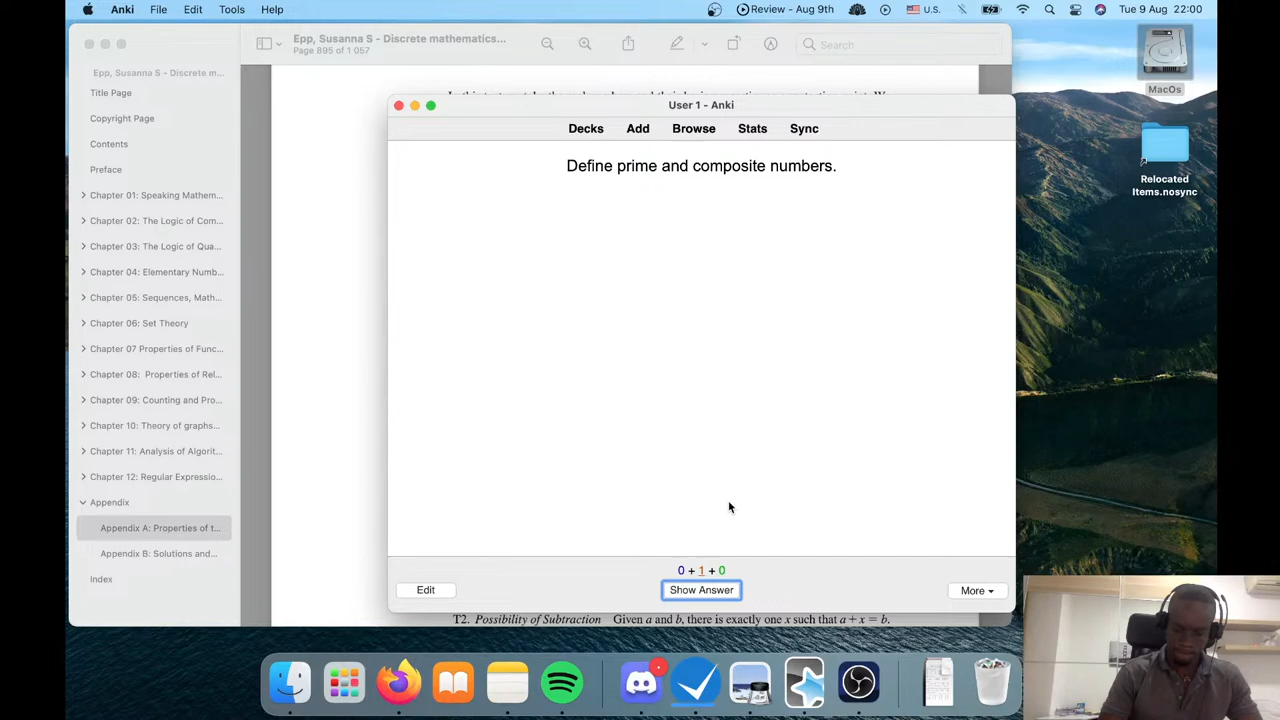 Anki File Edit Tools Help
Review - Aug 9th
U.S.
Tue 9 Aug 22:00
Epp, Susanna S - Discrete mathematics...
Page 895 of 1 057
Search
Epp, Susanna S - Discrete m...
Title Page
Copyright Page
Contents
Preface
Chapter 01: Speaking Mathem...
Chapter 02: The Logic of Com...
Chapter 03: The Logic of Qua...
Chapter 04: Elementary Numb...
Chapter 05: Sequences, Math...
Chapter 06: Set Theory
Chapter 07 Properties of Func...
Chapter 08: Properties of Rel...
Chapter 09: Counting and Pro...
Chapter 10: Theory of graphs...
Chapter 11: Analysis of Algorit...
Chapter 12: Regular Expressio...
Appendix
Appendix A: Properties of t...
Appendix B: Solutions and...
Index
User 1 - Anki
Decks Add Browse Stats Sync
Define prime and composite numbers.
0 + 1 + 0
Edit
Show Answer
More
T2. Possibility of Subtraction Given a and b, there is exactly one x such that a + x = b.
MacOs
Relocated
Items.nosync